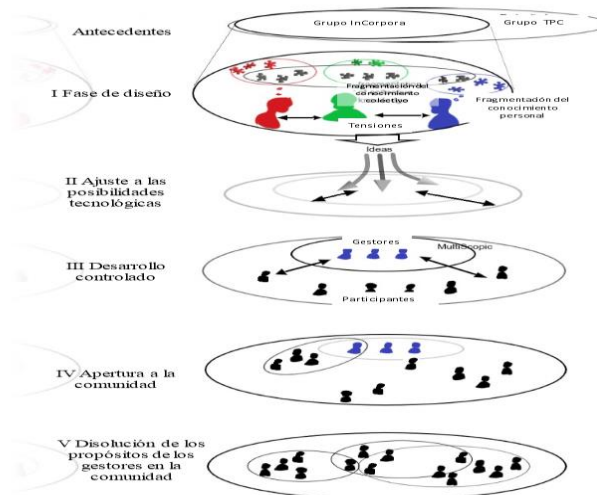 Antecedentes
Grupo InCorpora
Grupo TPC
I Fase de diseño
Fragmentación del
conocimiento
colectivo
Fragmentación del
conocimiento
personal
Tensiones
Ideas
II Ajuste a las
posibilidades
tecnológicas
Gestores
MultiScopic
III Desarrollo
controlado
Participantes
IV Apertura a la
comunidad
V Disolución de los
propósitos de los
gestores en la
comunidad